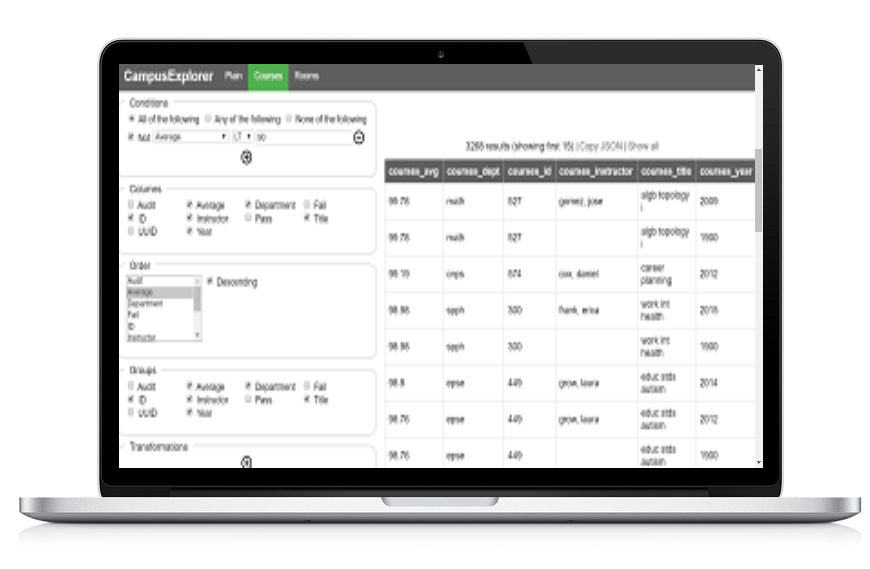 CampusExplorer Plain Courses Rooms
Conditions
All of the following Any of the following None of the following
Not Average LT 90
3268 results (showing first 16) | Copy JSON | Show all
Columns
Audit Average Department Fail
ID Instructor Pass Title
UUID Year
Order
Audit
Average
Department
Fail
ID
Instructor
Descending
Groups
Audit Average Department Fail
ID Instructor Pass Title
UUID Year
Transformations
courses_avg courses_dept courses_id courses_instructor courses_title courses_year
99.78 math 527 jose algb topology i 2009
99.78 math 527 algb topology i 1900
99.19 cnps 574 cox, daniel career planning 2012
98.98 spph 300 frank, erica work int health
98.98 spph 300 work int health 1900
98.8 epse 449 grow, laura educ stds autism 2014
98.76 epse 449 grow, laura educ stds autism 2012
98.76 epse 449 educ stds autism 1900